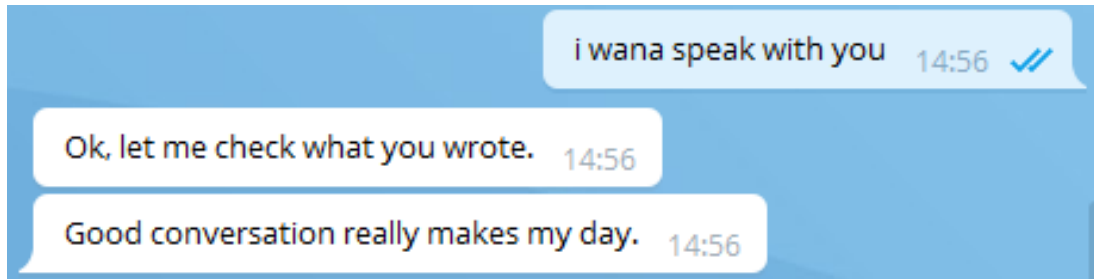 i wana speak with you 14:56
Ok, let me check what you wrote. 14:56
Good conversation really makes my day. 14:56